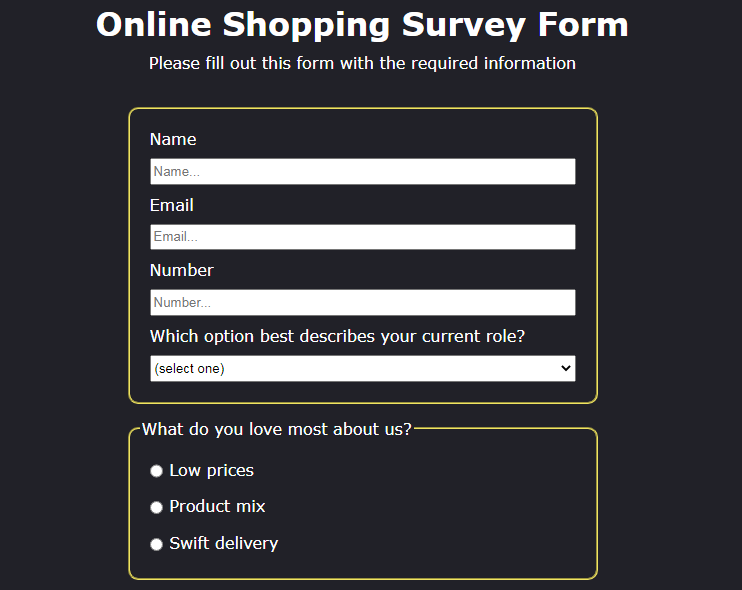 Online Shopping Survey Form
Please fill out this form with the required information
Name
Name...
Email
Email...
Number
Number...
Which option best describes your current role?
(select one)
What do you love most about us?
Low prices
Product mix
Swift delivery